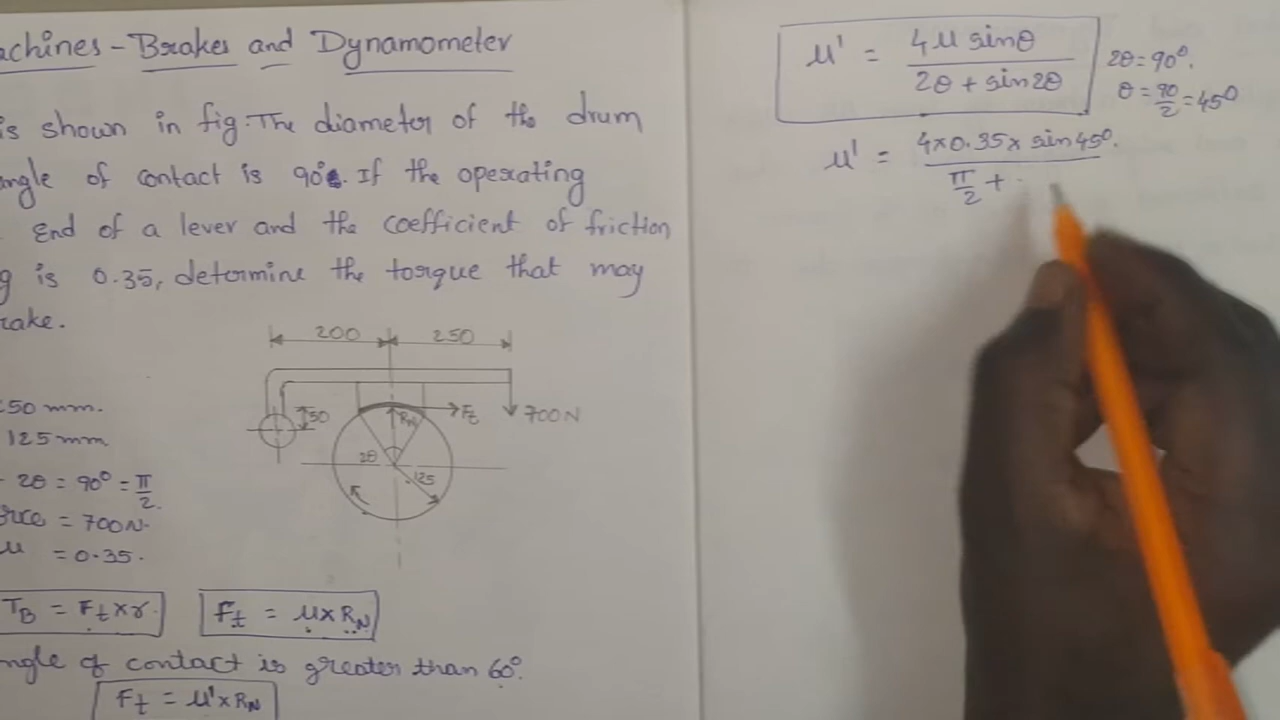 achines - Brakes and Dynamometer
is shown in fig. The diameter of the drum
angle of contact is 90°. If the operating
End of a lever and the coefficient of friction
g is 0.35, determine the torque that may
rake.
200 250
50
Ft
700N
RN
2θ
125
250 mm.
125 mm
- 2θ = 90° = π/2.
orce = 700N.
μ = 0.35.
TB = Ft × r. Ft = μ × RN
ngle of contact is greater than 60°.
Ft = μ' × RN
μ' = 4μ sinθ / 2θ + sin2θ
2θ = 90°.
θ = 90/2 = 45°
μ' = 4×0.35× sin45°.
π/2 +